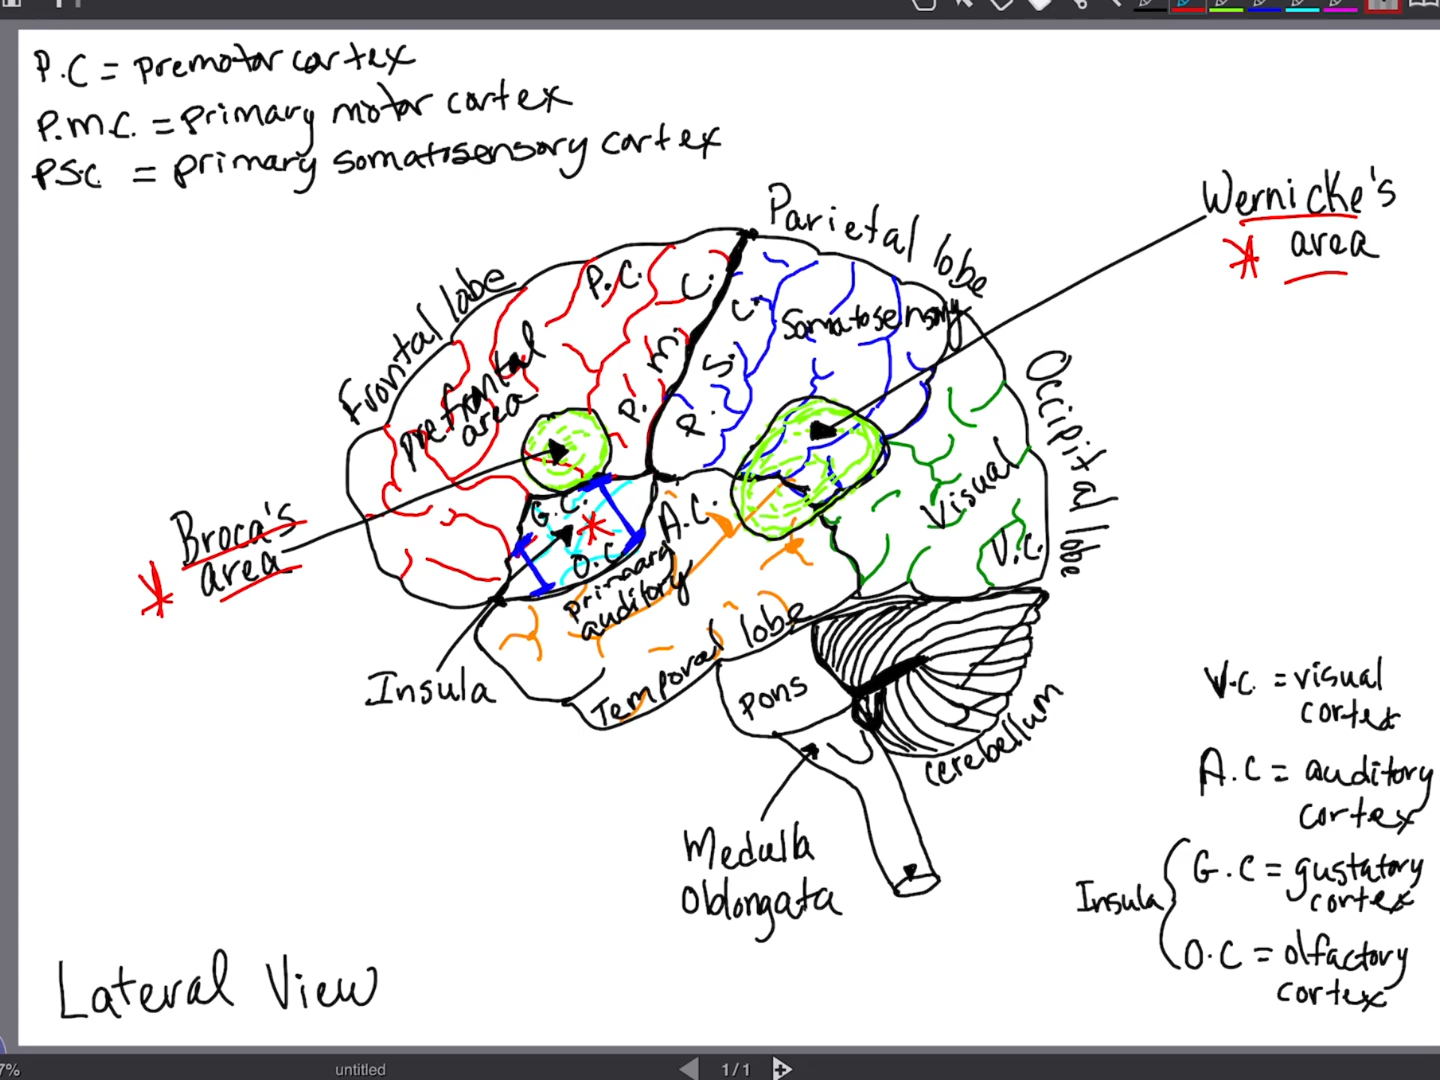 P.C = premotor cortex
P.M.C. = primary motor cortex
PSC = primary somatosensory cortex
Wernicke's
area
Parietal lobe
Frontal lobe
Occipital lobe
P.C.
P. M. C.
P. S. C.
Somatosensory
prefrontal
area
Visual
V.C.
Broca's
area
G.C.
O.C.
A.C.
primary
auditory
Temporal lobe
Insula
Pons
cerebellum
Medulla
Oblongata
V.C. = visual
cortex
A.C = auditory
cortex
Insula
G.C = gustatory
cortex
O.C = olfactory
cortex
Lateral View
7%
untitled
1/1